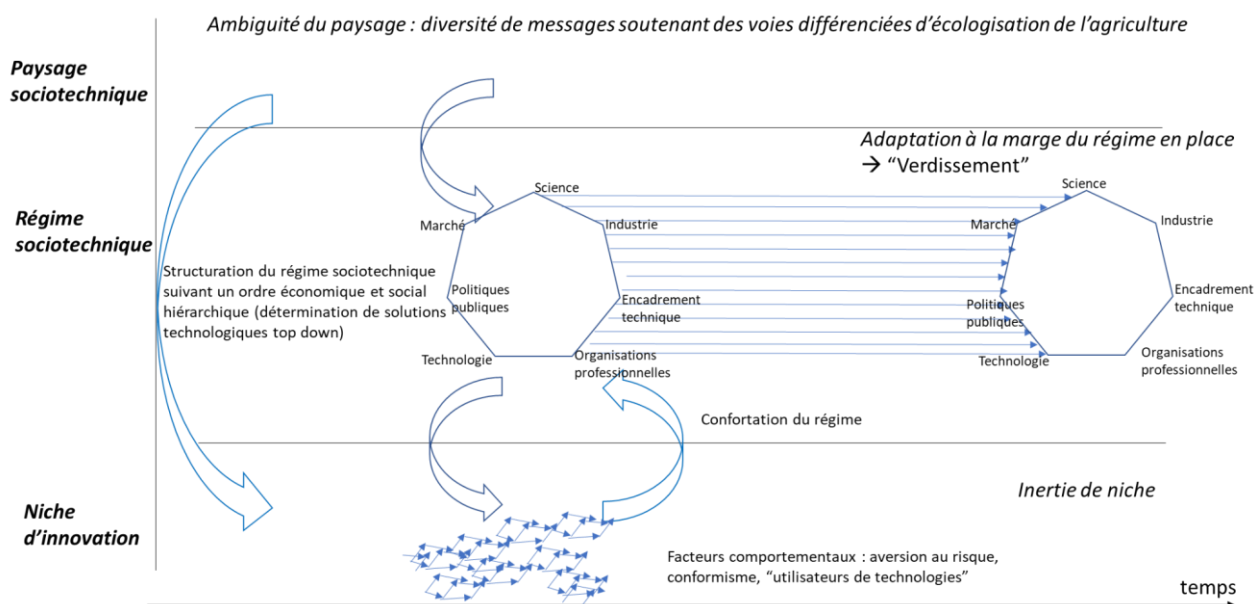 Ambiguité du paysage : diversité de messages soutenant des voies différenciées d’écologisation de l’agriculture
Paysage
sociotechnique
Adaptation à la marge du régime en place
→ “Verdissement”
Régime
sociotechnique
Science
Marché
Industrie
Politiques
publiques
Encadrement
technique
Technologie
Organisations
professionnelles
Science
Marché
Industrie
Politiques
publiques
Encadrement
technique
Technologie
Organisations
professionnelles
Structuration du régime sociotechnique
suivant un ordre économique et social
hiérarchique (détermination de solutions
technologiques top down)
Confortation du régime
Niche
d’innovation
Inertie de niche
Facteurs comportementaux : aversion au risque,
conformisme, “utilisateurs de technologies”
temps